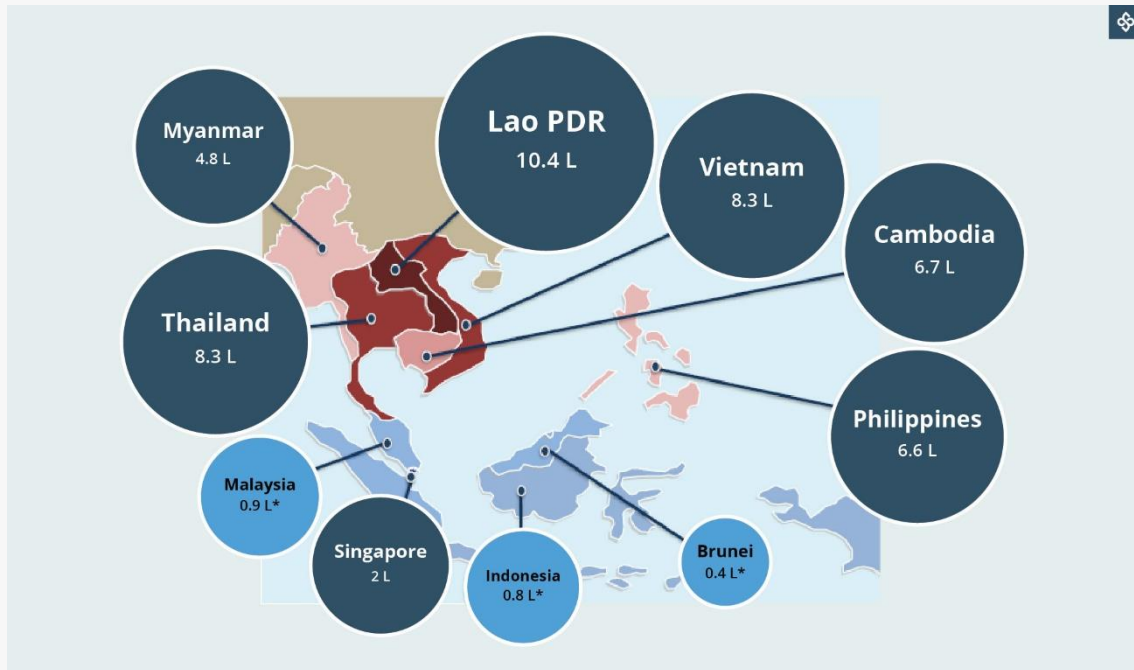 Myanmar
4.8 L
Lao PDR
10.4 L
Vietnam
8.3 L
Cambodia
6.7 L
Thailand
8.3 L
Philippines
6.6 L
Malaysia
0.9 L*
Singapore
2 L
Indonesia
0.8 L*
Brunei
0.4 L*